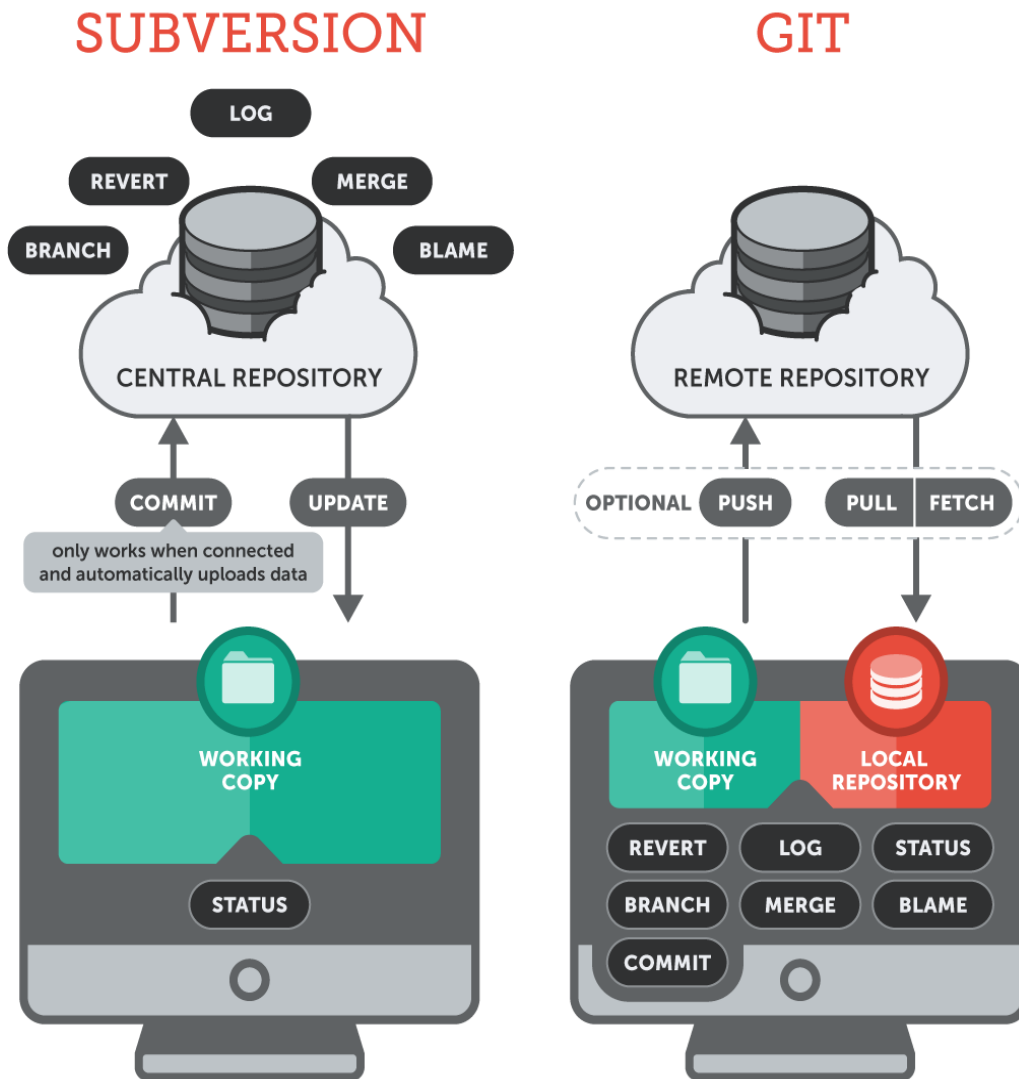 SUBVERSION
LOG
REVERT
MERGE
BRANCH
BLAME
CENTRAL REPOSITORY
COMMIT
UPDATE
only works when connected
and automatically uploads data
WORKING
COPY
STATUS
GIT
REMOTE REPOSITORY
OPTIONAL
PUSH
PULL
FETCH
WORKING
COPY
LOCAL
REPOSITORY
REVERT
LOG
STATUS
BRANCH
MERGE
BLAME
COMMIT